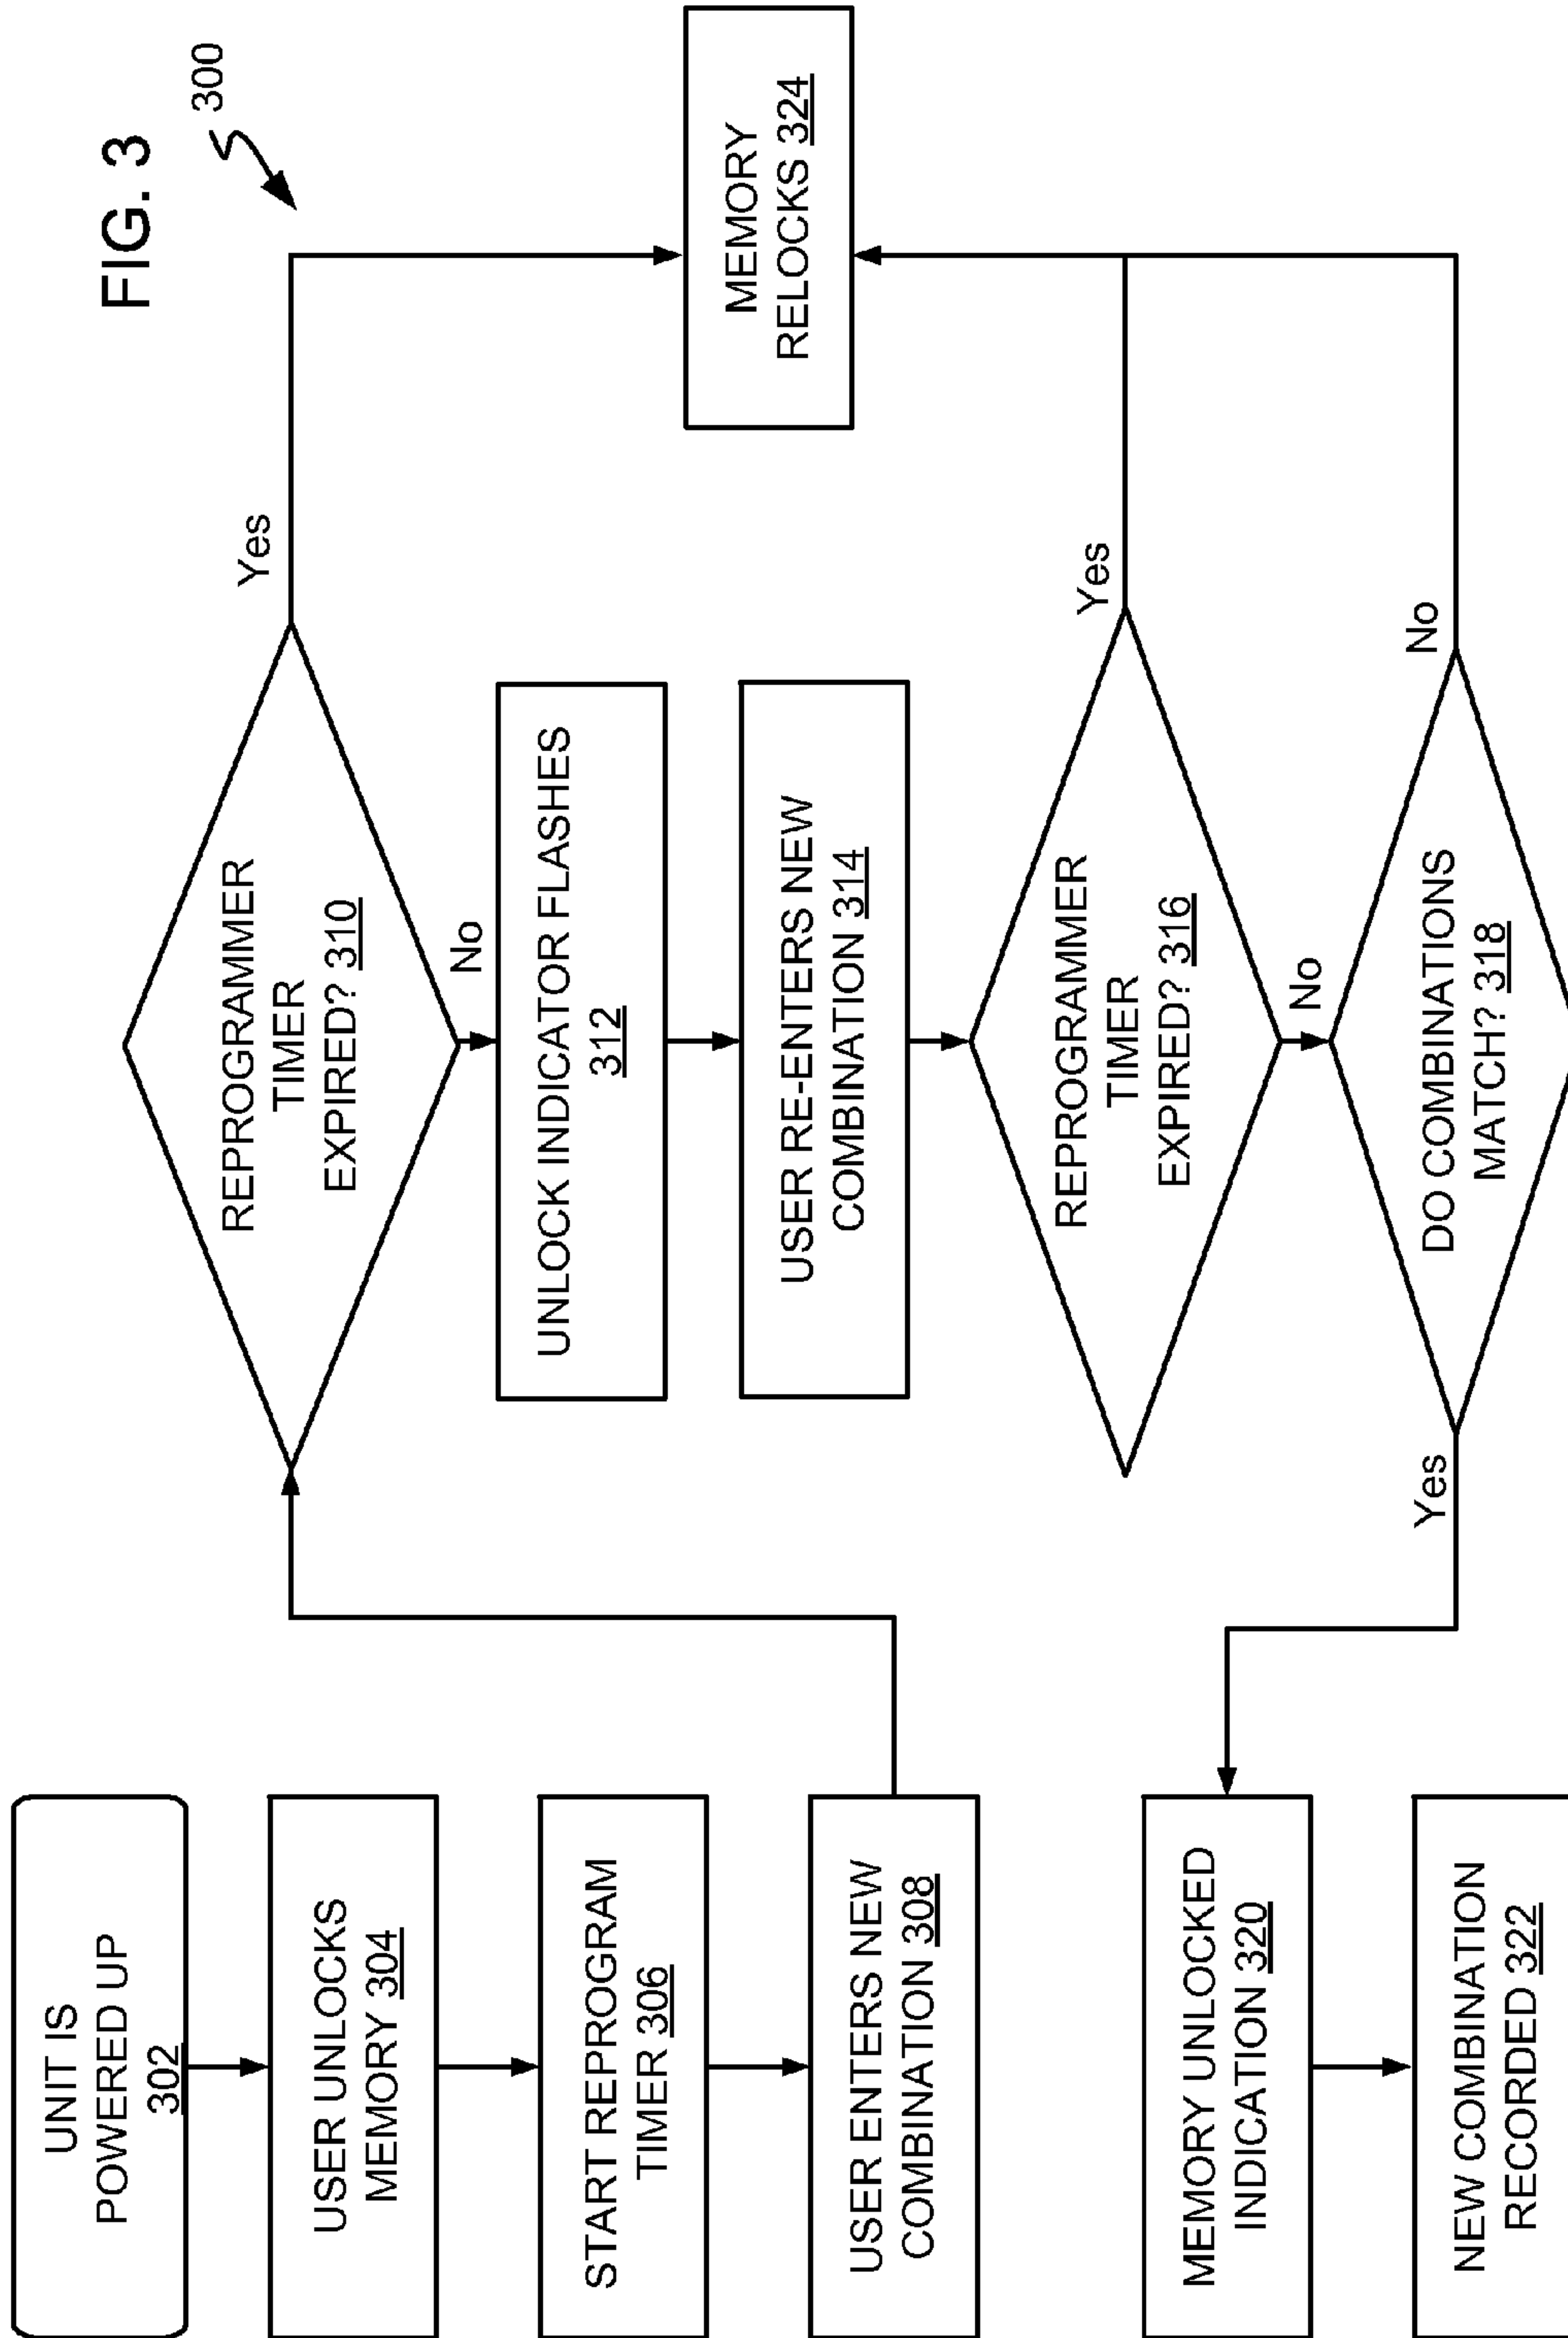 FIG. 3
300
UNIT IS
POWERED UP
302
USER UNLOCKS
MEMORY 304
START REPROGRAM
TIMER 306
USER ENTERS NEW
COMBINATION 308
REPROGRAMMER
TIMER
EXPIRED? 310
Yes
No
UNLOCK INDICATOR FLASHES
312
USER RE-ENTERS NEW
COMBINATION 314
REPROGRAMMER
TIMER
EXPIRED? 316
Yes
No
DO COMBINATIONS
MATCH? 318
Yes
No
MEMORY UNLOCKED
INDICATION 320
NEW COMBINATION
RECORDED 322
MEMORY
RELOCKS 324